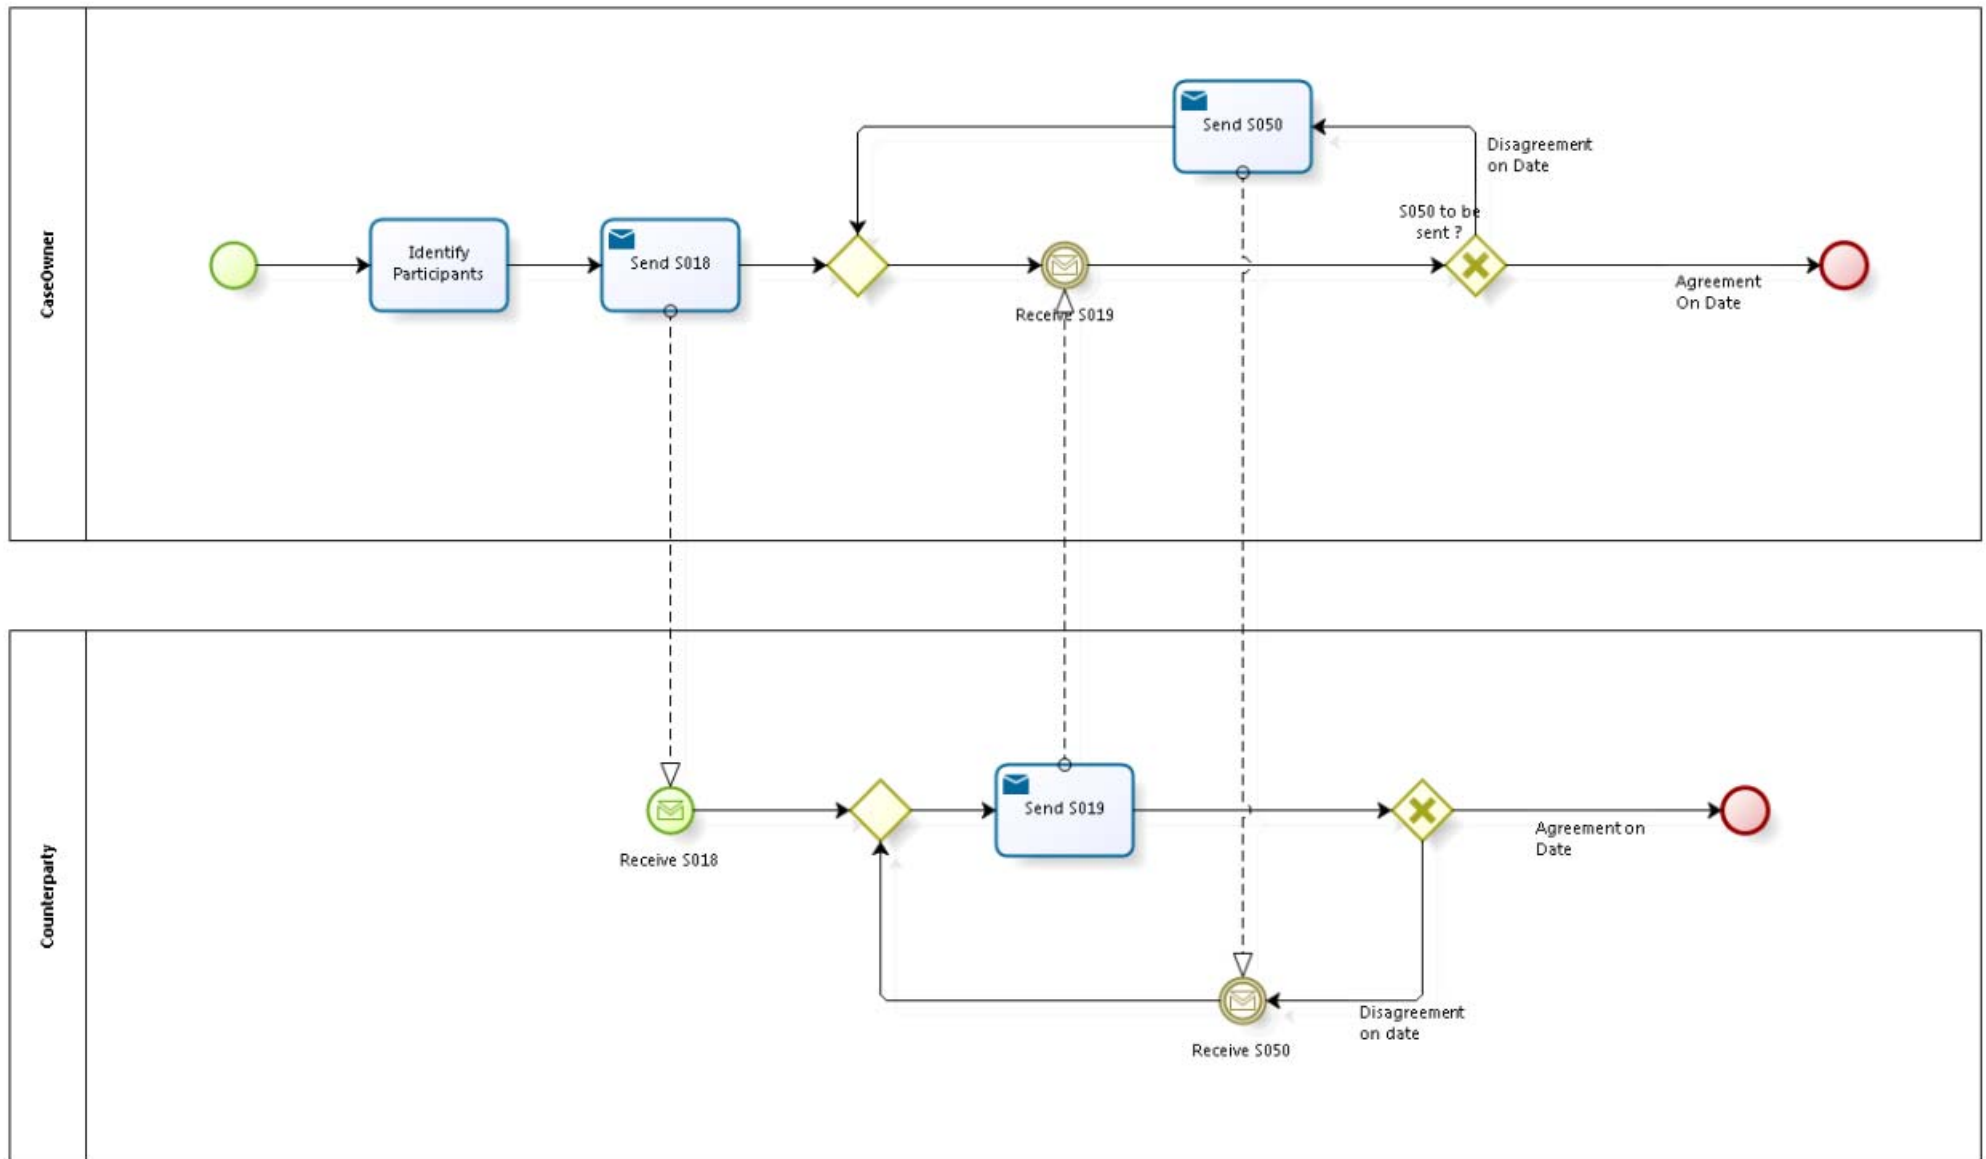 CaseOwner
Identify
Participants
Send S018
Receive S019
Send S050
Disagreement
on Date
S050 to be
sent ?
Agreement
On Date
Counterparty
Receive S018
Send S019
Agreement on
Date
Receive S050
Disagreement
on date